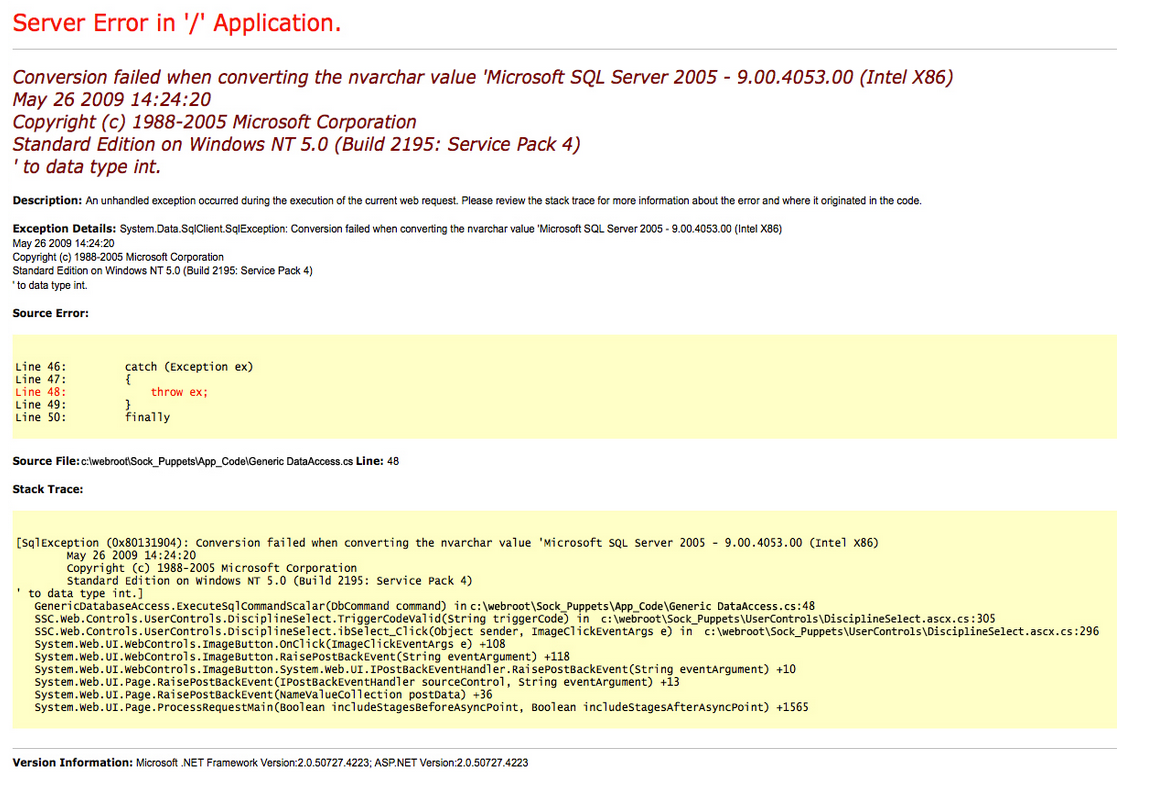 Server Error in '/' Application.
Conversion failed when converting the nvarchar value 'Microsoft SQL Server 2005 - 9.00.4053.00 (Intel X86)
May 26 2009 14:24:20
Copyright (c) 1988-2005 Microsoft Corporation
Standard Edition on Windows NT 5.0 (Build 2195: Service Pack 4)
' to data type int.
Description: An unhandled exception occurred during the execution of the current web request. Please review the stack trace for more information about the error and where it originated in the code.
Exception Details: System.Data.SqlClient.SqlException: Conversion failed when converting the nvarchar value 'Microsoft SQL Server 2005 - 9.00.4053.00 (Intel X86)
May 26 2009 14:24:20
Copyright (c) 1988-2005 Microsoft Corporation
Standard Edition on Windows NT 5.0 (Build 2195: Service Pack 4)
' to data type int.
Source Error:
Line 46: catch (Exception ex)
Line 47: {
Line 48: throw ex;
Line 49: }
Line 50: finally
Source File:c:\webroot\Sock_Puppets\App_Code\Generic DataAccess.cs Line: 48
Stack Trace:
[SqlException (0x80131904): Conversion failed when converting the nvarchar value 'Microsoft SQL Server 2005 - 9.00.4053.00 (Intel X86)
May 26 2009 14:24:20
Copyright (c) 1988-2005 Microsoft Corporation
Standard Edition on Windows NT 5.0 (Build 2195: Service Pack 4)
' to data type int.]
GenericDatabaseAccess.ExecuteSqlCommandScalar(DbCommand command) in c:\webroot\Sock_Puppets\App_Code\Generic DataAccess.cs:48
SSC.Web.Controls.UserControls.DisciplineSelect.TriggerCodeValid(String triggerCode) in c:\webroot\Sock_Puppets\UserControls\DisciplineSelect.ascx.cs:305
SSC.Web.Controls.UserControls.DisciplineSelect.ibSelect_Click(Object sender, ImageClickEventArgs e) in c:\webroot\Sock_Puppets\UserControls\DisciplineSelect.ascx.cs:296
System.Web.UI.WebControls.ImageButton.OnClick(ImageClickEventArgs e) +108
System.Web.UI.WebControls.ImageButton.RaisePostBackEvent(String eventArgument) +118
System.Web.UI.WebControls.ImageButton.System.Web.UI.IPostBackEventHandler.RaisePostBackEvent(String eventArgument) +10
System.Web.UI.Page.RaisePostBackEvent(IPostBackEventHandler sourceControl, String eventArgument) +13
System.Web.UI.Page.RaisePostBackEvent(NameValueCollection postData) +36
System.Web.UI.Page.ProcessRequestMain(Boolean includeStagesBeforeAsyncPoint, Boolean includeStagesAfterAsyncPoint) +1565
Version Information: Microsoft .NET Framework Version:2.0.50727.4223; ASP.NET Version:2.0.50727.4223